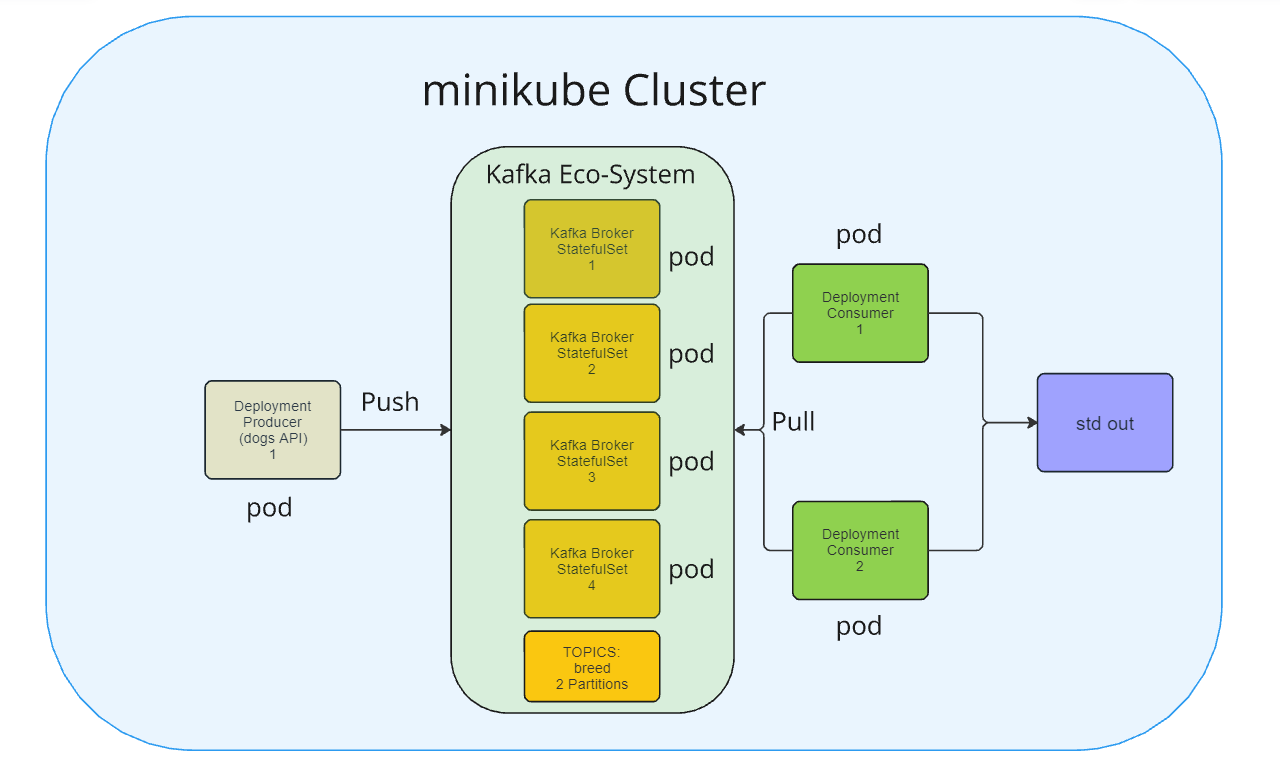 minikube Cluster
Kafka Eco-System
Kafka Broker
StatefulSet
1
pod
Kafka Broker
StatefulSet
2
pod
Kafka Broker
StatefulSet
3
pod
Kafka Broker
StatefulSet
4
pod
TOPICS:
breed
2 Partitions
Deployment
Producer
(dogs API)
1
pod
Push
pod
Deployment
Consumer
1
Pull
Deployment
Consumer
2
pod
std out